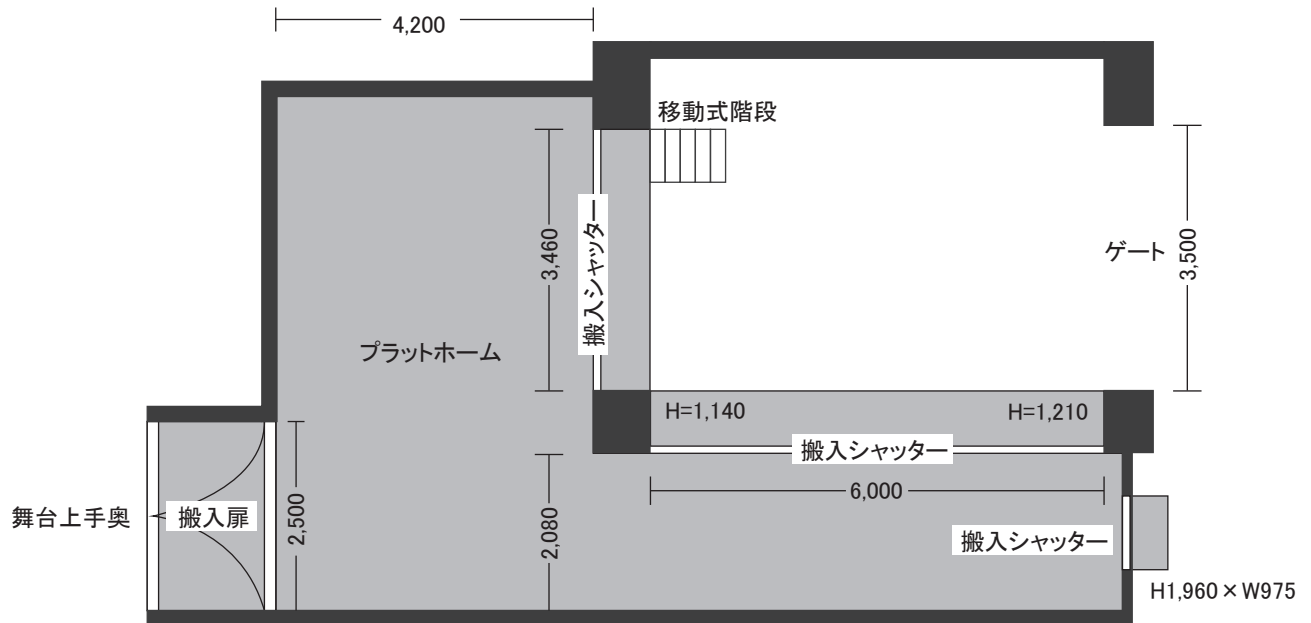 4,200
移動式階段
3,460
搬入シャッター
ゲート
3,500
プラットホーム
H=1,140
H=1,210
搬入シャッター
6,000
舞台上手奥
搬入扉
2,500
2,080
搬入シャッター
H1,960×W975